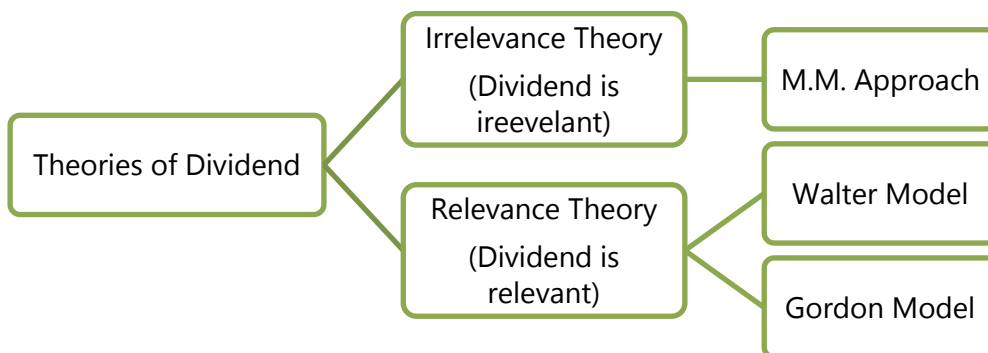 Theories of Dividend
Irrelevance Theory
(Dividend is
ireevelant)
M.M. Approach
Relevance Theory
(Dividend is
relevant)
Walter Model
Gordon Model